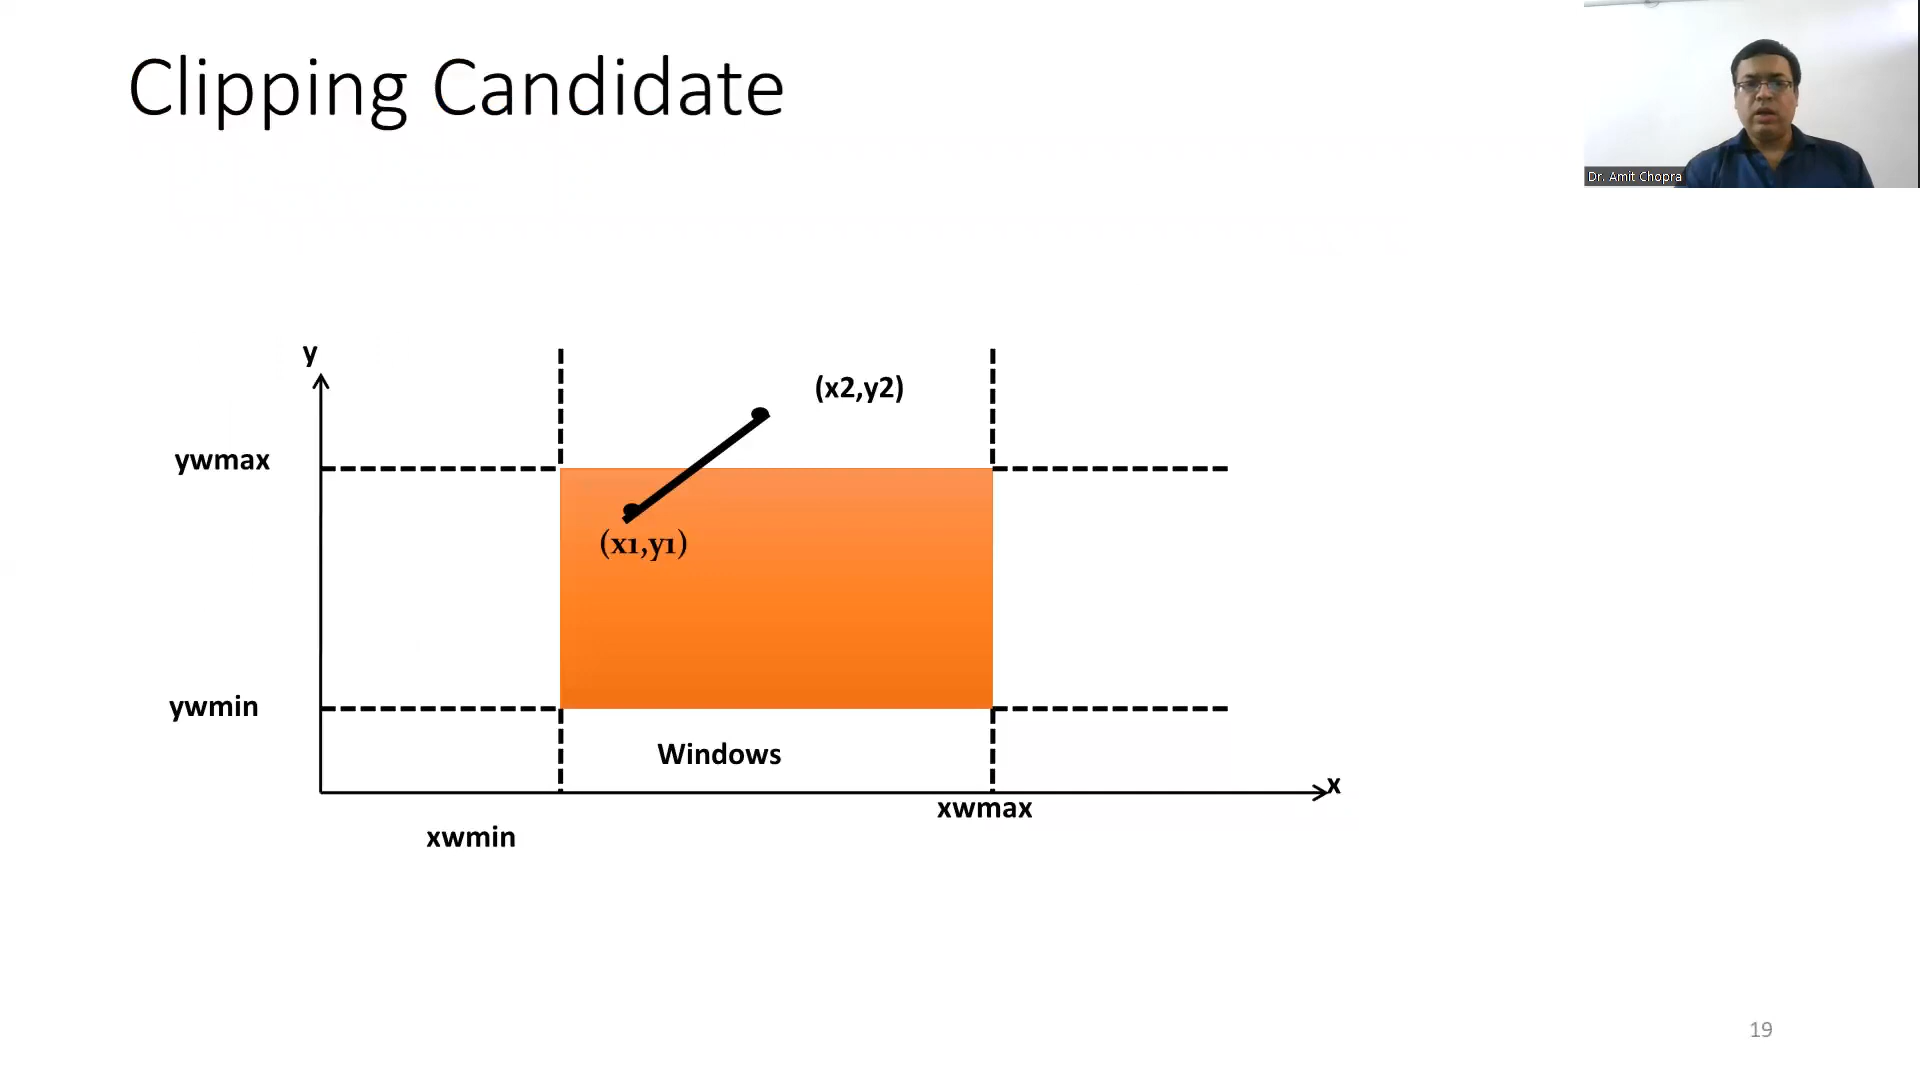 Clipping Candidate
Dr. Amit Chopra
y
(x2,y2)
ywmax
(x1,y1)
ywmin
Windows
x
xwmax
xwmin
19